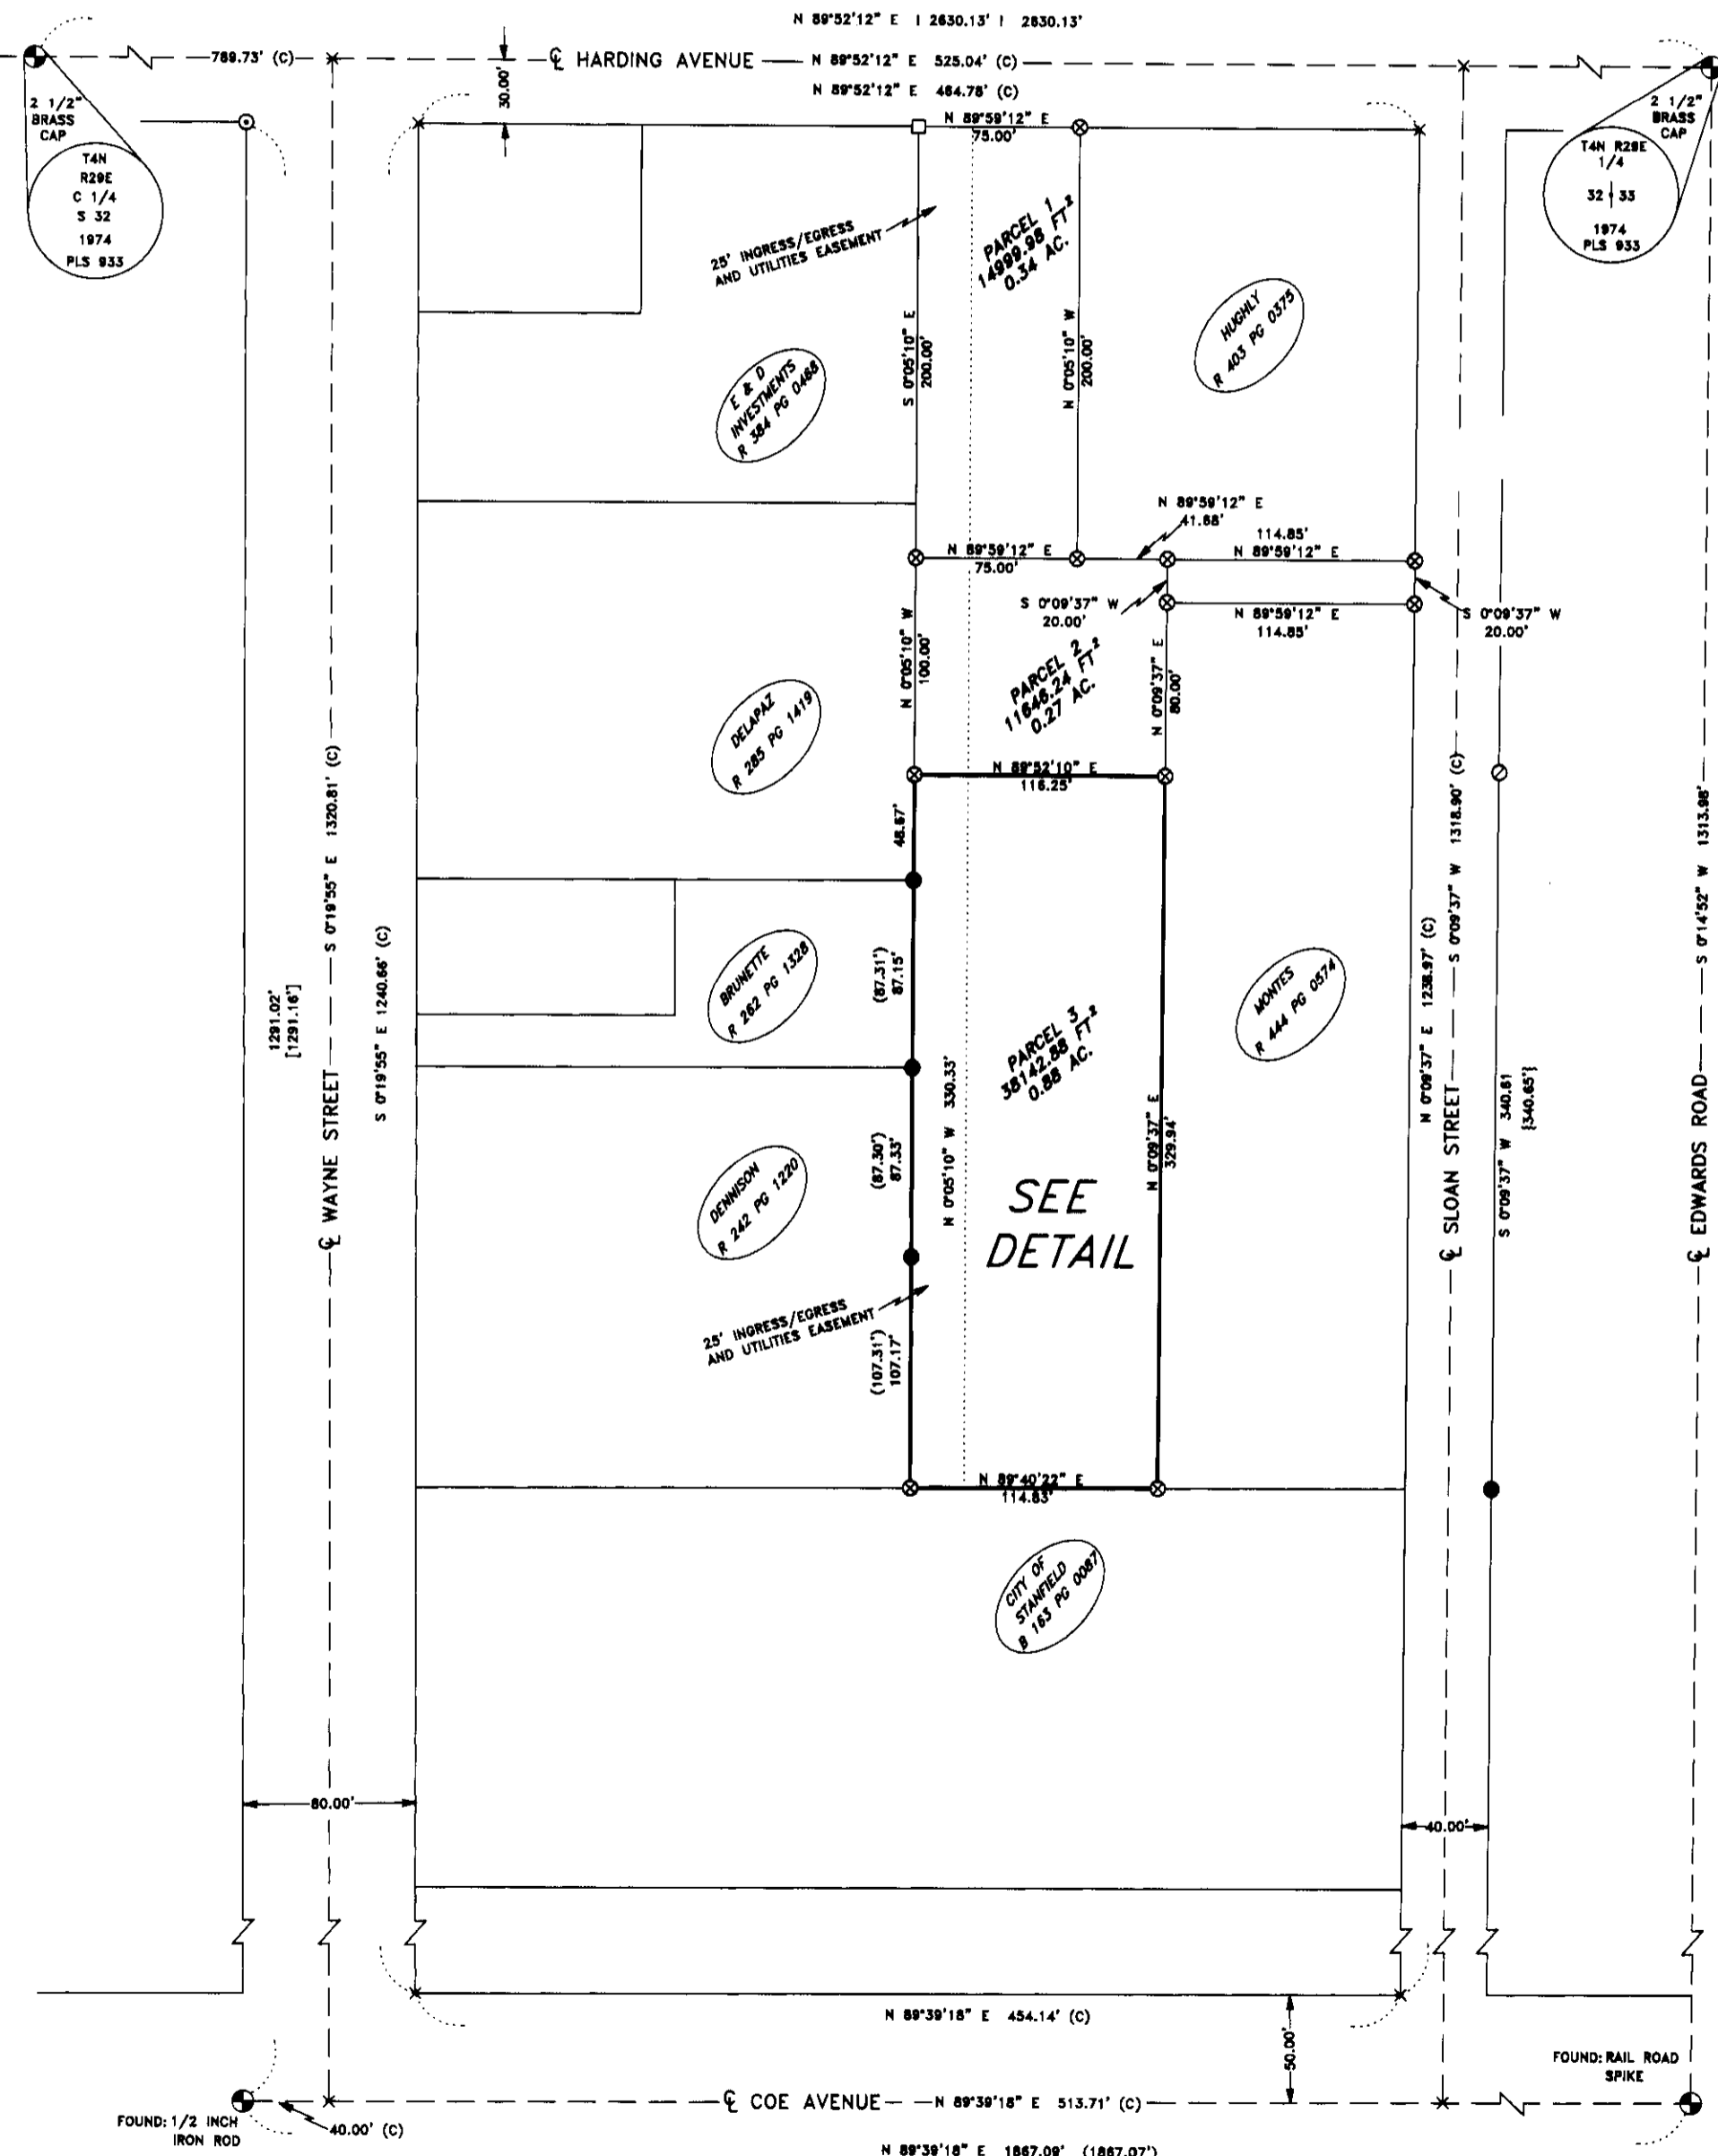 N 89°52'12" E | 2630.13' | 2630.13'
789.73' (C)
℄ HARDING AVENUE
N 89°52'12" E 525.04' (C)
N 89°52'12" E 464.78' (C)
30.00'
2 1/2"
BRASS
CAP
T4N
R29E
C 1/4
S 32
1974
PLS 933
2 1/2"
BRASS
CAP
T4N R29E
1/4
32 33
1974
PLS 933
N 89°59'12" E
75.00'
25' INGRESS/EGRESS
AND UTILITIES EASEMENT
PARCEL 1
14999.98 FT²
0.34 AC.
S 0°05'10" E
200.00'
N 0°05'10" W
200.00'
HUGHLY
R 403 PG 0375
E & D
INVESTMENTS
R 384 PG 0488
N 89°59'12" E
41.88'
114.85'
N 89°59'12" E
N 89°59'12" E
75.00'
S 0°09'37" W
20.00'
N 89°59'12" E
114.85'
S 0°09'37" W
20.00'
N 0°05'10" W
100.00'
PARCEL 2
11646.24 FT²
0.27 AC.
N 0°09'37" E
80.00'
DELAPAZ
R 285 PG 1419
N 89°52'10" E
116.25'
48.67'
℄ WAYNE STREET
S 0°19'55" E 1320.81' (C)
S 0°19'55" E 1240.66' (C)
1291.02'
[1291.16']
BRUNETTE
R 262 PG 1328
(87.31')
87.15'
PARCEL 3
38142.88 FT²
0.88 AC.
N 0°05'10" W 330.33'
N 0°09'37" E
329.94'
MONTES
R 444 PG 0574
N 0°09'37" E 1238.97' (C)
℄ SLOAN STREET
S 0°09'37" W 1318.90' (C)
S 0°09'37" W 340.61
{340.65'}
℄ EDWARDS ROAD
S 0°14'52" W 1313.98'
DENNISON
R 242 PG 1220
(87.30')
87.33'
SEE
DETAIL
25' INGRESS/EGRESS
AND UTILITIES EASEMENT
(107.31')
107.17'
N 89°40'22" E
114.83'
CITY OF
STANFIELD
B 163 PG 0087
80.00'
40.00'
N 89°39'18" E 454.14' (C)
50.00'
FOUND: RAIL ROAD
SPIKE
℄ COE AVENUE
N 89°39'18" E 513.71' (C)
FOUND: 1/2 INCH
IRON ROD
40.00' (C)
N 89°39'18" E 1867.09' (1867.07')